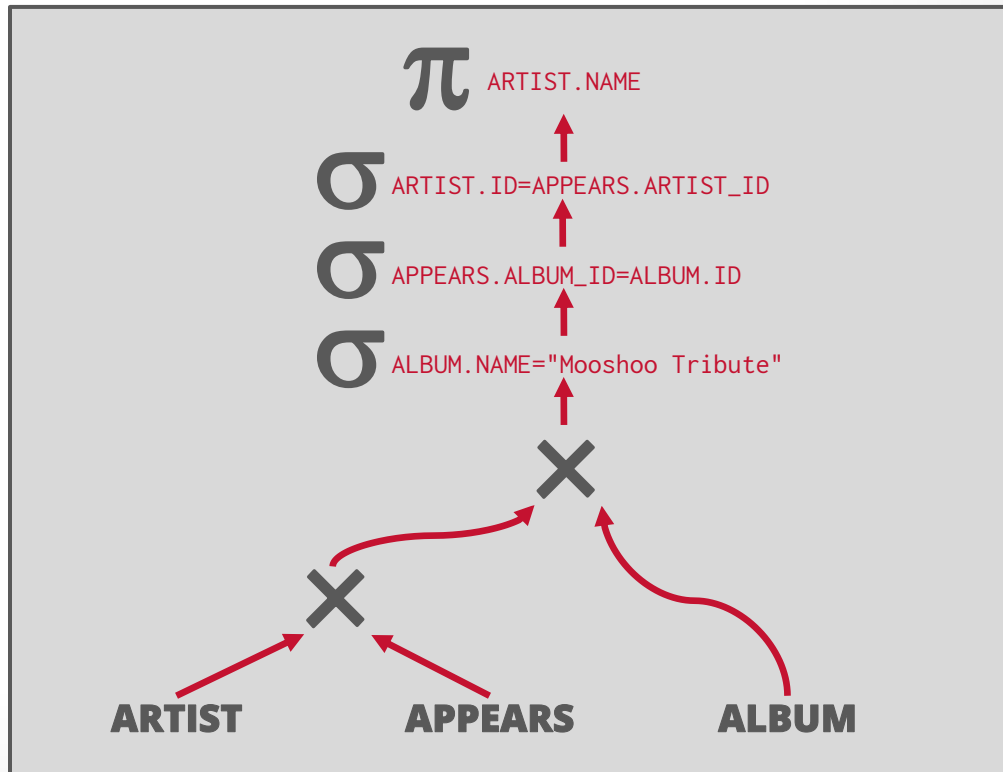 π ARTIST.NAME
σ ARTIST.ID=APPEARS.ARTIST_ID
σ APPEARS.ALBUM_ID=ALBUM.ID
σ ALBUM.NAME="Mooshoo Tribute"
×
×
ARTIST APPEARS ALBUM